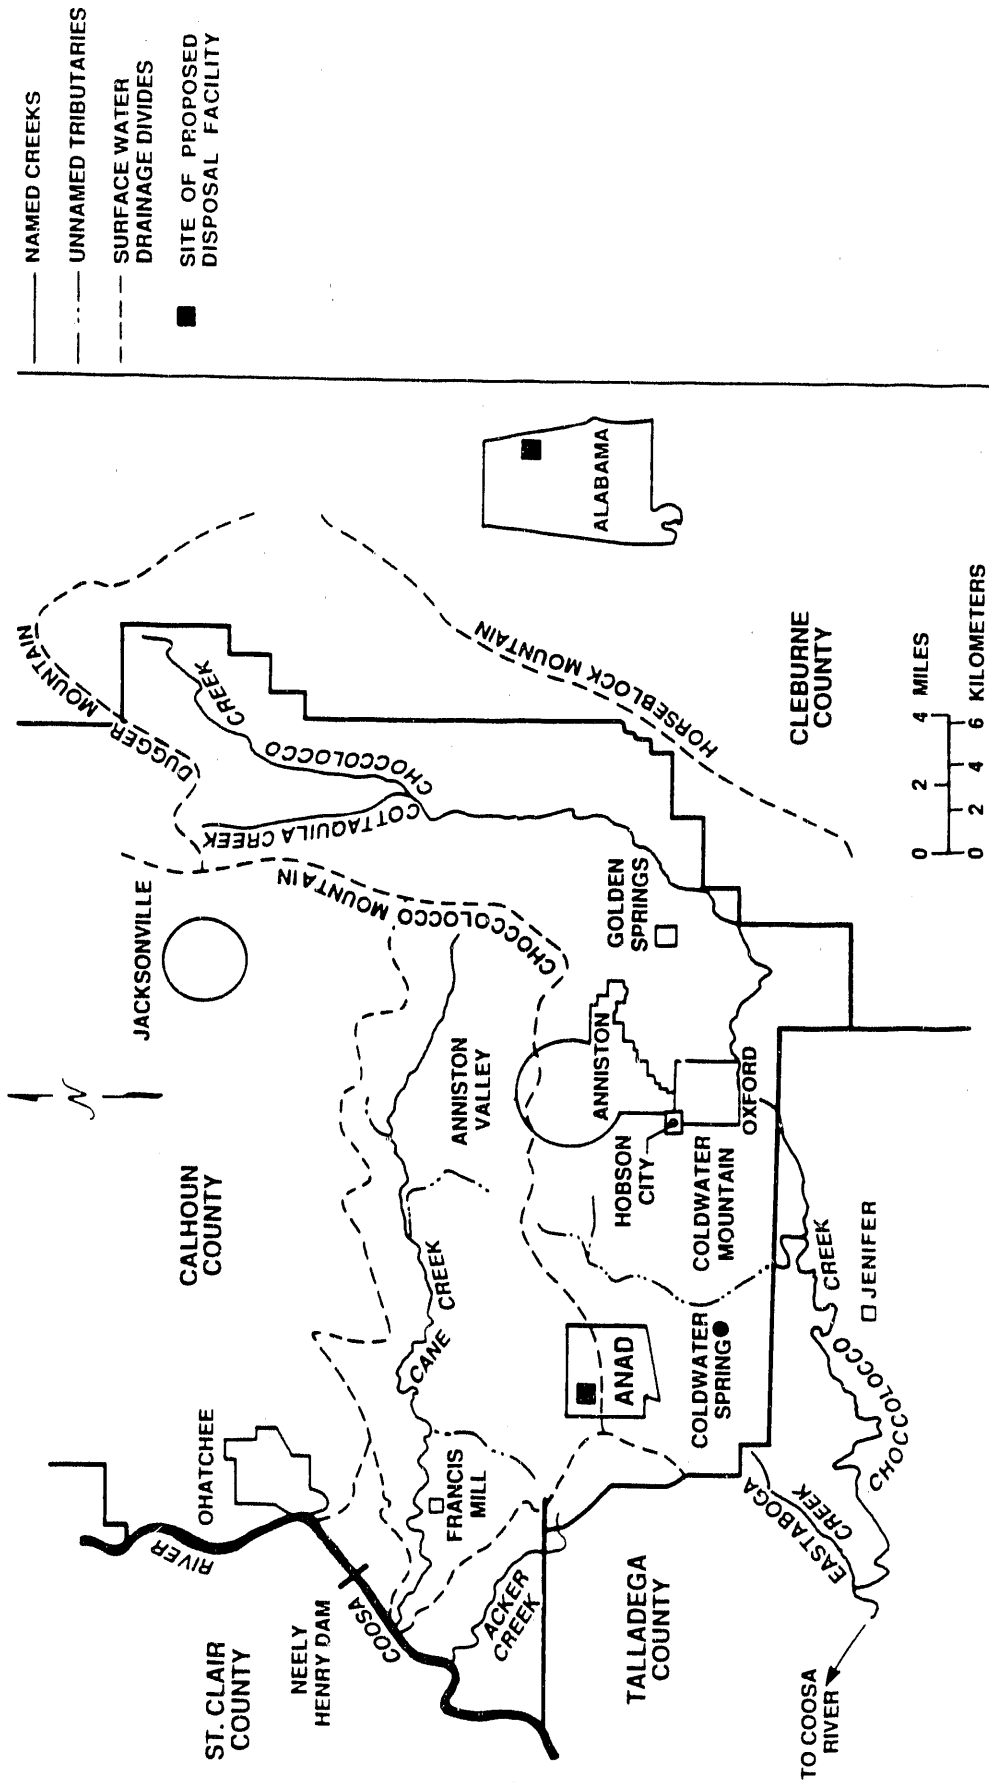 NAMED CREEKS
UNNAMED TRIBUTARIES
SURFACE WATER
DRAINAGE DIVIDES
SITE OF PROPOSED
DISPOSAL FACILITY
N
ST. CLAIR
COUNTY
NEELY
HENRY DAM
COOSA
RIVER
OHATCHEE
CALHOUN
COUNTY
JACKSONVILLE
DUGGER MOUNTAIN
COTTAQUILA CREEK
CHOCCOLOCCO
CREEK
CHOCCOLOCCO MOUNTAIN
HORSEBLOCK MOUNTAIN
ALABAMA
CANE
CREEK
FRANCIS
MILL
ACKER
CREEK
ANNISTON
VALLEY
ANNISTON
GOLDEN
SPRINGS
HOBSON
CITY
OXFORD
COLDWATER
MOUNTAIN
ANAD
COLDWATER
SPRING
TALLADEGA
COUNTY
EASTABOGA
CREEK
CHOCCOLOCCO
CREEK
JENIFER
TO COOSA
RIVER
CLEBURNE
COUNTY
0 2 4 MILES
0 2 4 6 KILOMETERS